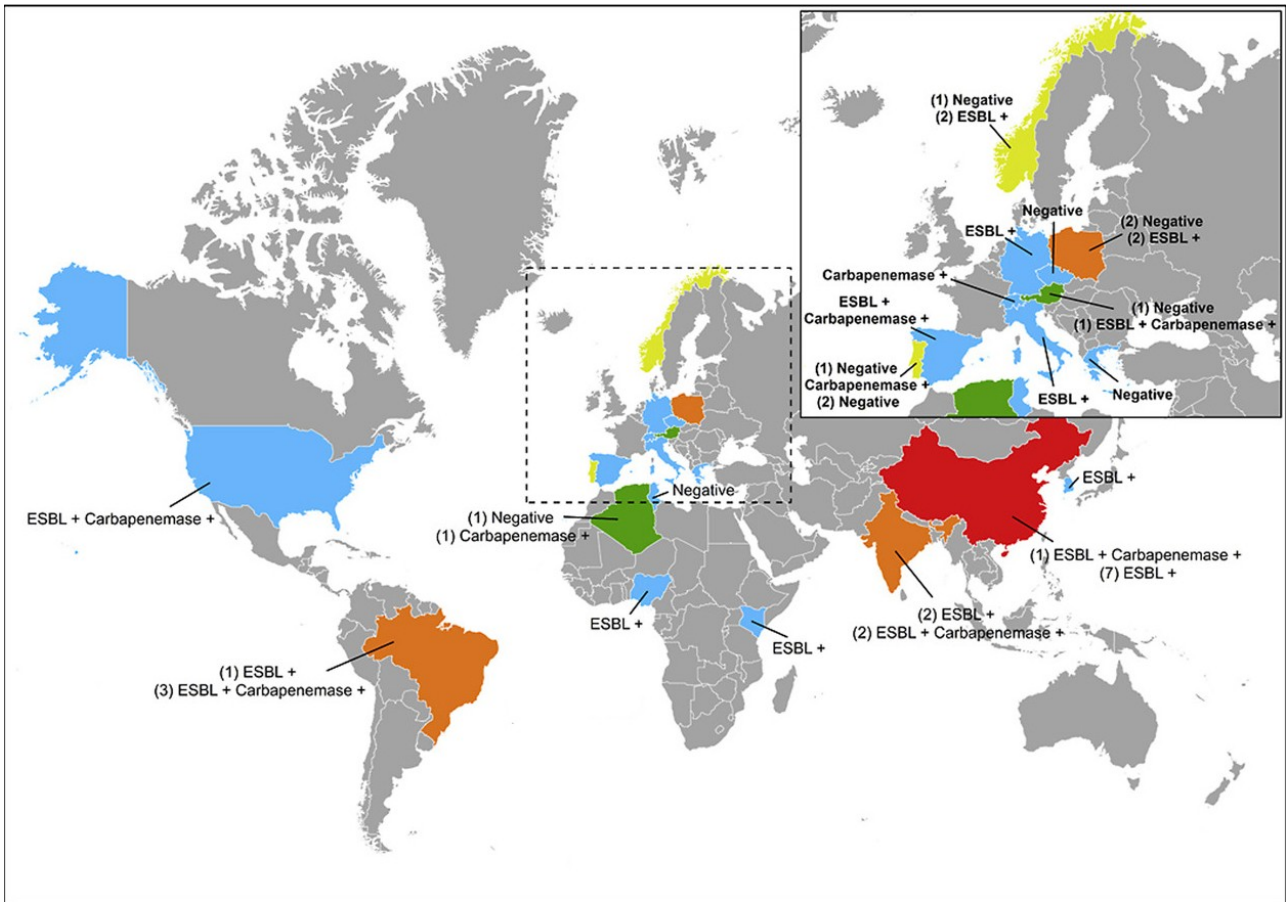 (1) Negative
(2) ESBL +
Negative
(2) Negative
(2) ESBL +
ESBL +
Carbapenemase +
ESBL +
Carbapenemase +
(1) Negative
(1) ESBL + Carbapenemase +
(1) Negative
Carbapenemase +
(2) Negative
ESBL +
Negative
ESBL + Carbapenemase +
Negative
(1) Negative
(1) Carbapenemase +
ESBL +
(1) ESBL + Carbapenemase +
(7) ESBL +
ESBL +
(2) ESBL +
(2) ESBL + Carbapenemase +
ESBL +
(1) ESBL +
(3) ESBL + Carbapenemase +